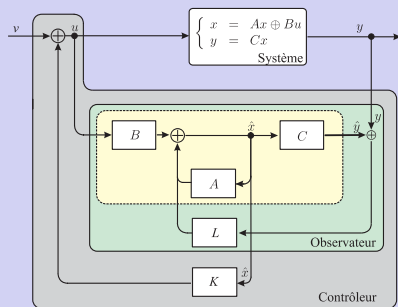 v
u
x = Ax ⊕ Bu
y = Cx
Système
y
y
B
x̂
C
ŷ
A
L
Observateur
K
x̂
Contrôleur